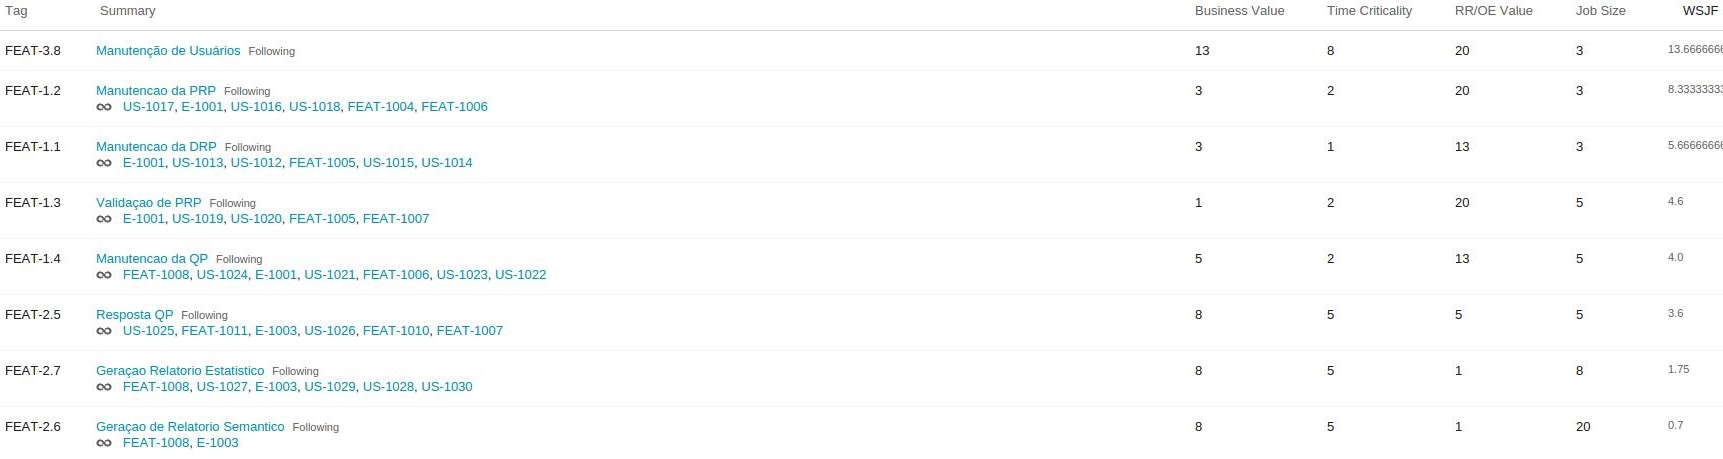 Tag Summary Business Value Time Criticality RR/OE Value Job Size WSJF
FEAT-3.8 Manutenção de Usuários Following 13 8 20 3 13.6666666
FEAT-1.2 Manutencao da PRP Following 3 2 20 3 8.33333333
US-1017, E-1001, US-1016, US-1018, FEAT-1004, FEAT-1006
FEAT-1.1 Manutencao da DRP Following 3 1 13 3 5.66666666
E-1001, US-1013, US-1012, FEAT-1005, US-1015, US-1014
FEAT-1.3 Validaçao de PRP Following 1 2 20 5 4.6
E-1001, US-1019, US-1020, FEAT-1005, FEAT-1007
FEAT-1.4 Manutencao da QP Following 5 2 13 5 4.0
FEAT-1008, US-1024, E-1001, US-1021, FEAT-1006, US-1023, US-1022
FEAT-2.5 Resposta QP Following 8 5 5 5 3.6
US-1025, FEAT-1011, E-1003, US-1026, FEAT-1010, FEAT-1007
FEAT-2.7 Geraçao Relatorio Estatistico Following 8 5 1 8 1.75
FEAT-1008, US-1027, E-1003, US-1029, US-1028, US-1030
FEAT-2.6 Geraçao de Relatorio Semantico Following 8 5 1 20 0.7
FEAT-1008, E-1003